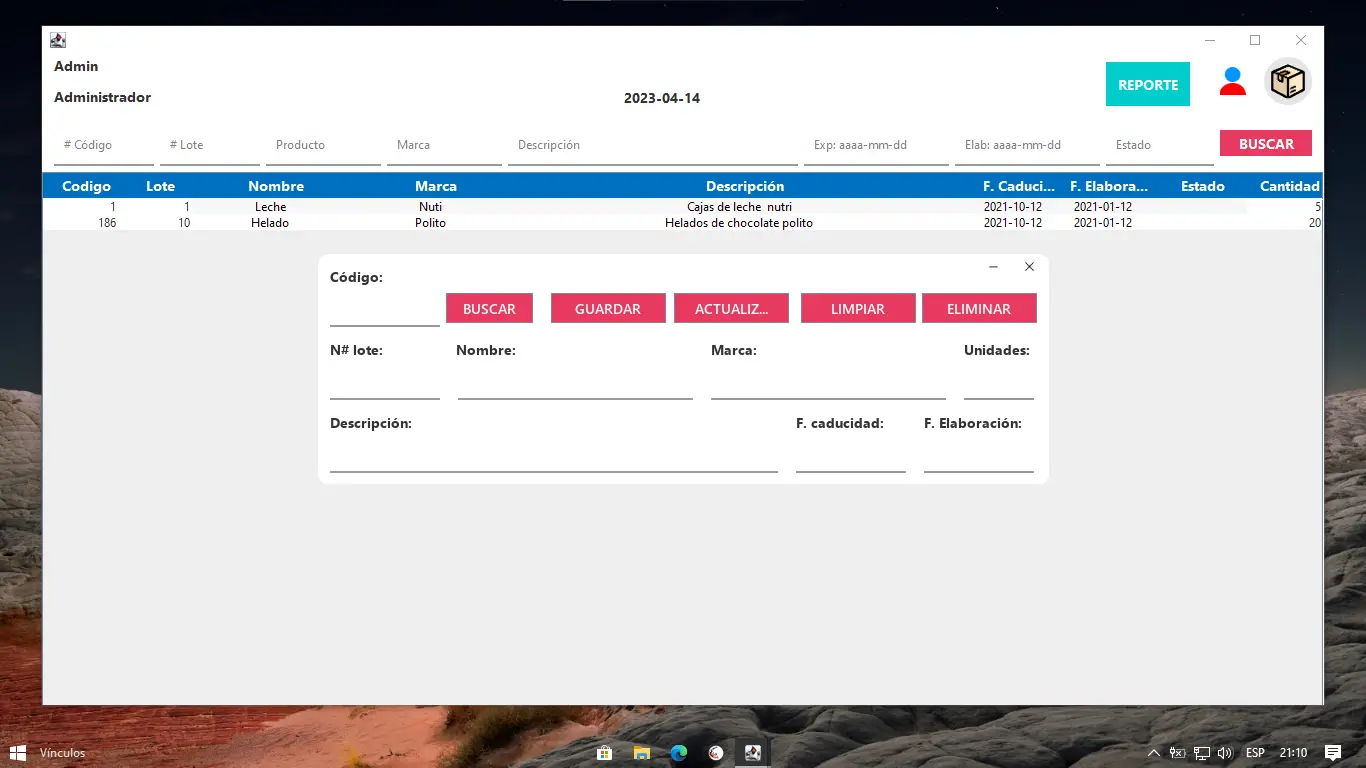 Admin
Administrador
2023-04-14
REPORTE
# Código # Lote Producto Marca Descripción Exp: aaaa-mm-dd Elab: aaaa-mm-dd Estado BUSCAR
Codigo Lote Nombre Marca Descripción F. Caduci... F. Elabora... Estado Cantidad
1 1 Leche Nuti Cajas de leche  nutri 2021-10-12 2021-01-12 5
186 10 Helado Polito Helados de chocolate polito 2021-10-12 2021-01-12 20
Código:
BUSCAR GUARDAR ACTUALIZ... LIMPIAR ELIMINAR
N# lote: Nombre: Marca: Unidades:
Descripción: F. caducidad: F. Elaboración:
Vínculos ESP 21:10